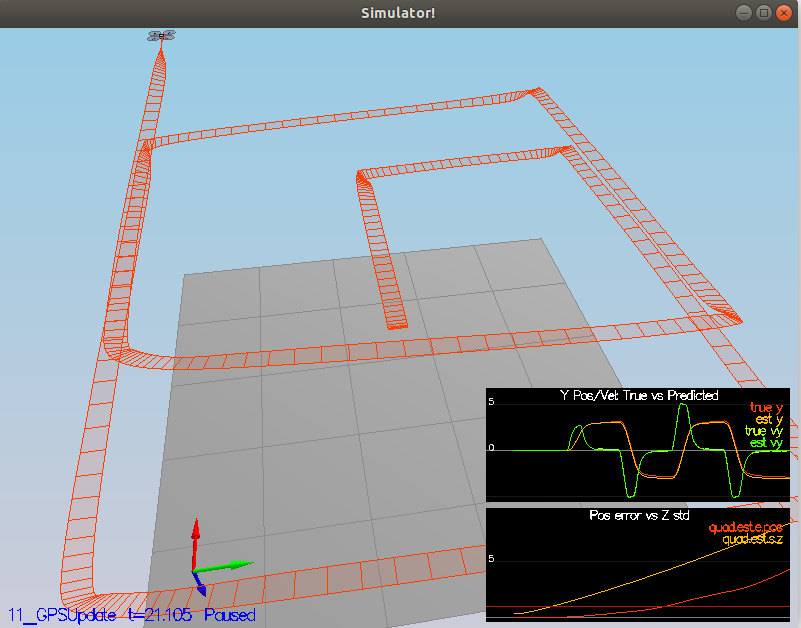 Simulator!
Y Pos/Vel: True vs Predicted
5
true y
est y
true vy
0
est vy
Pos error vs Z std
quad.est.e.pos
quad.est.s.z
5
11_GPSUpdate t=21.105 Paused